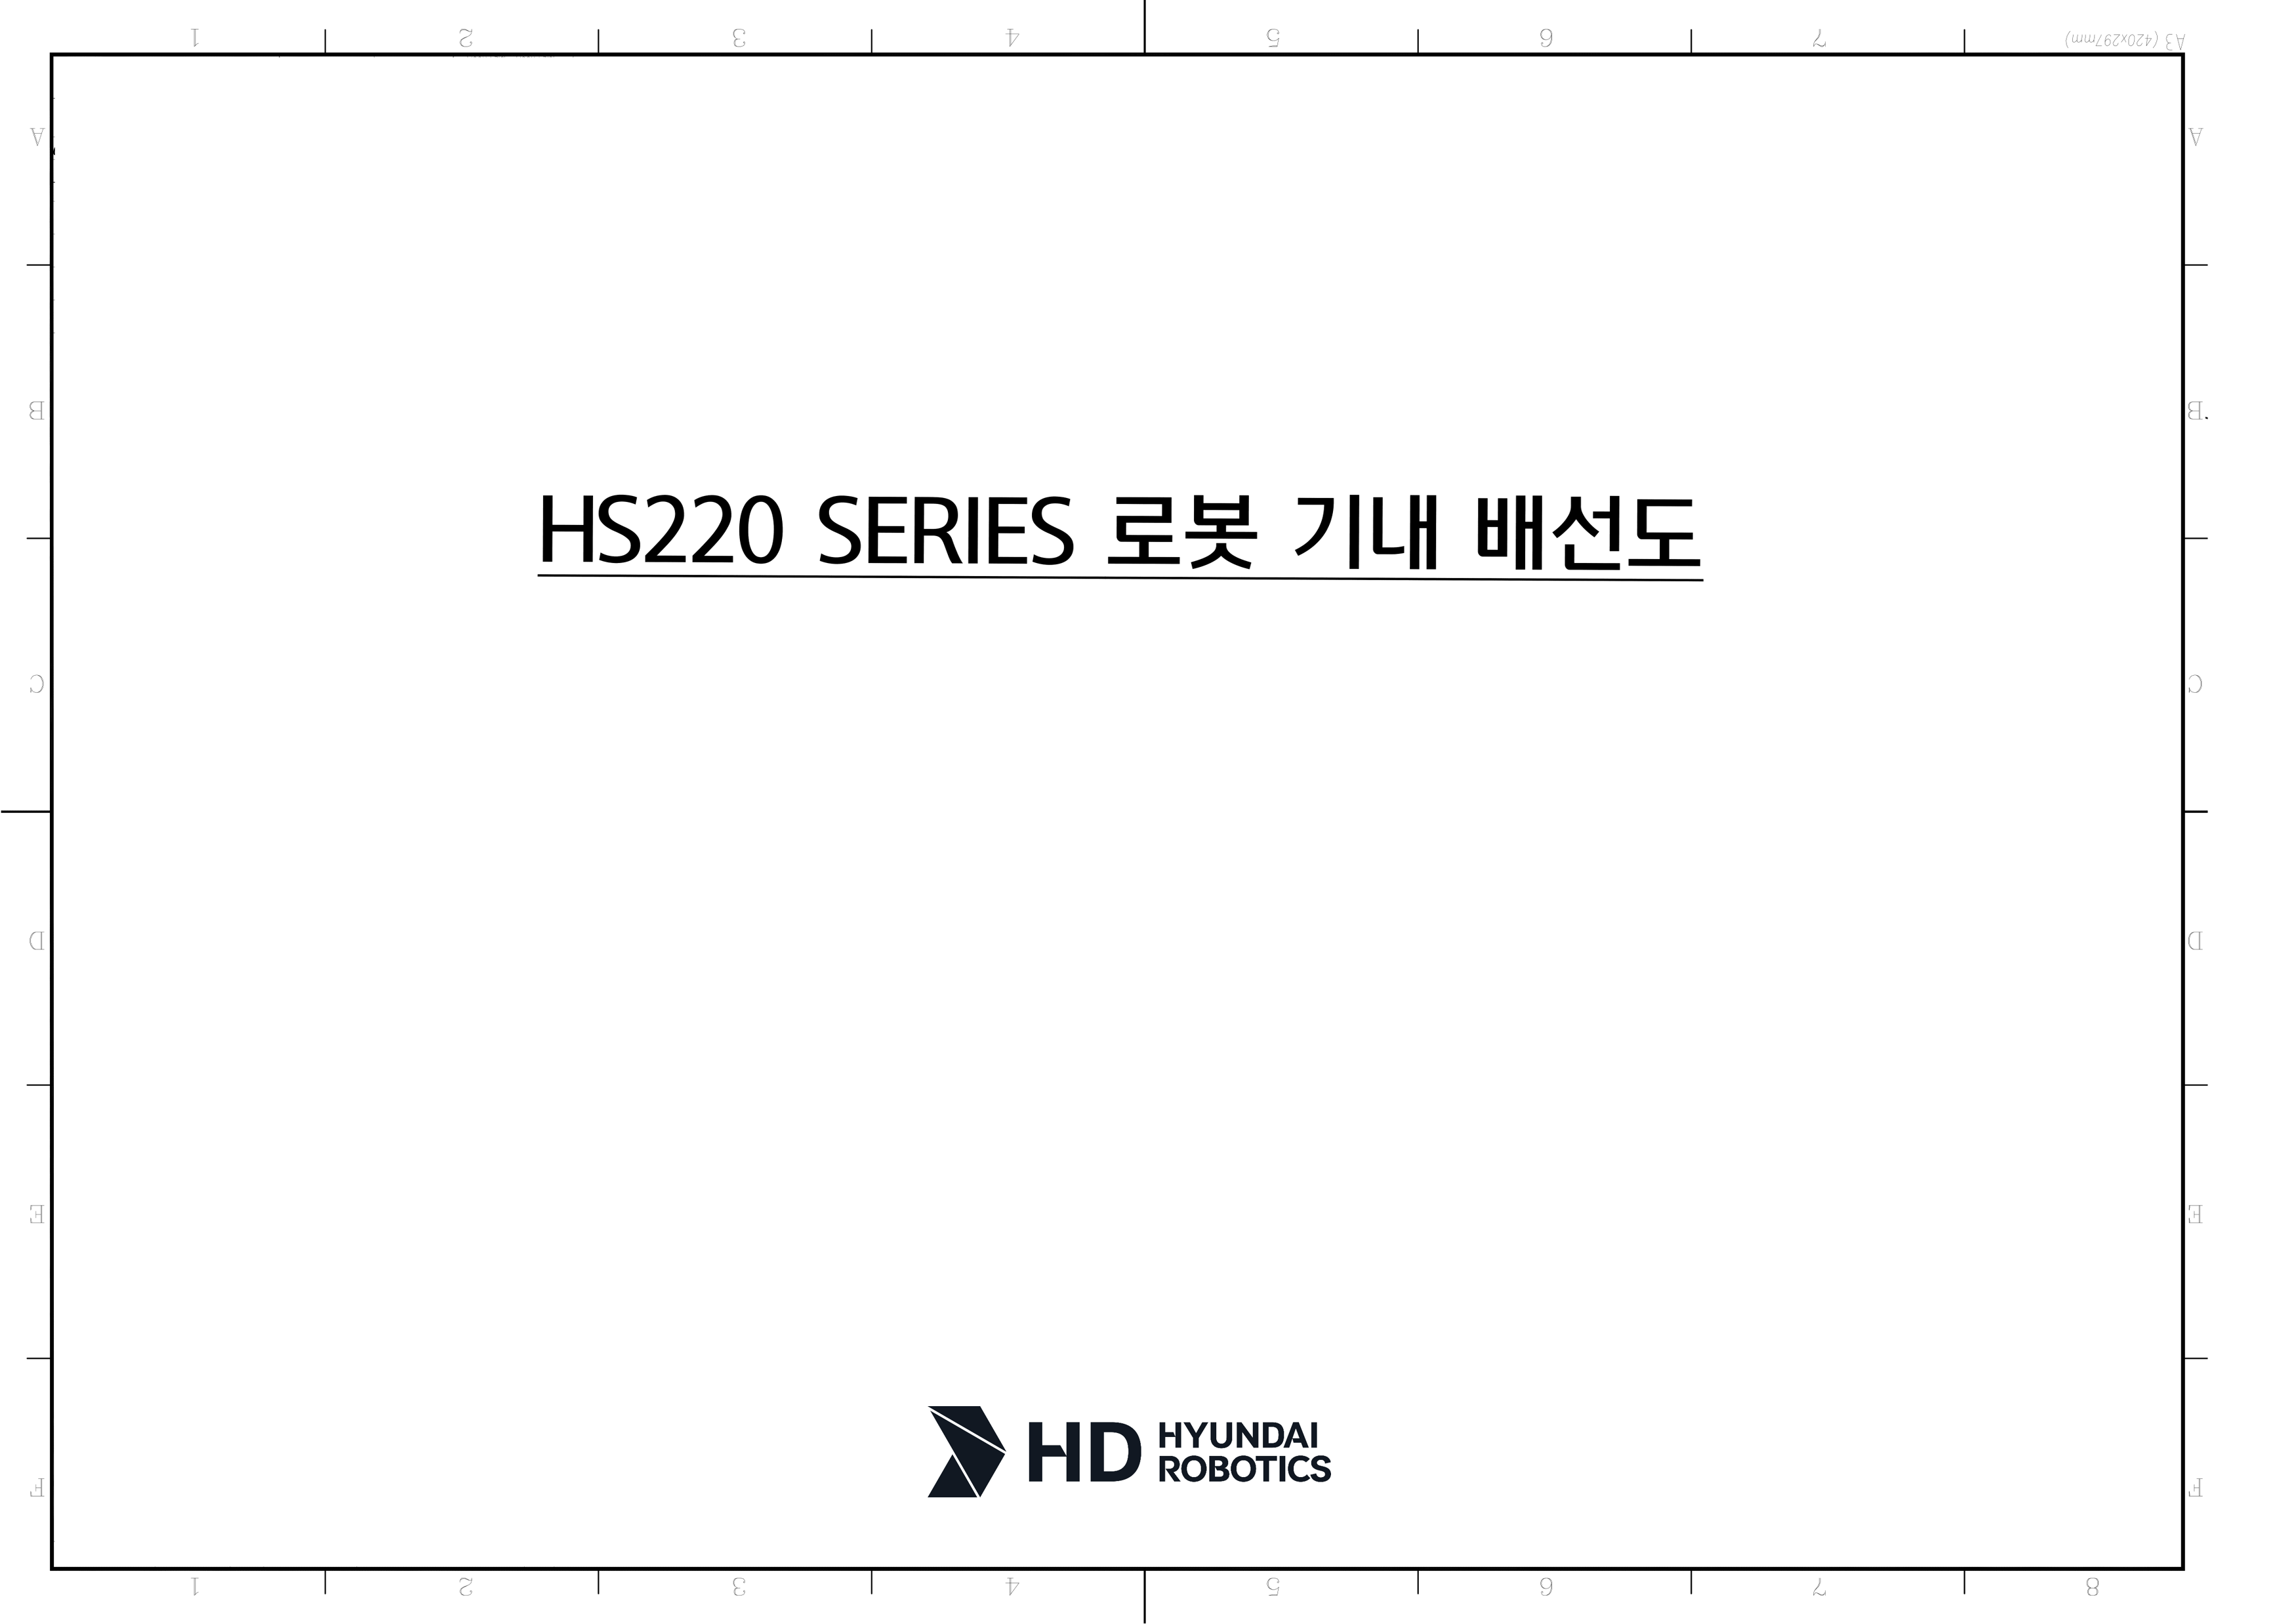 1 2 3 4 5 6 7 A3 (420x297mm)
A A
B B
HS220 SERIES 로봇 기내 배선도
C C
D D
E E
HD HYUNDAI
ROBOTICS
F F
1 2 3 4 5 6 7 8